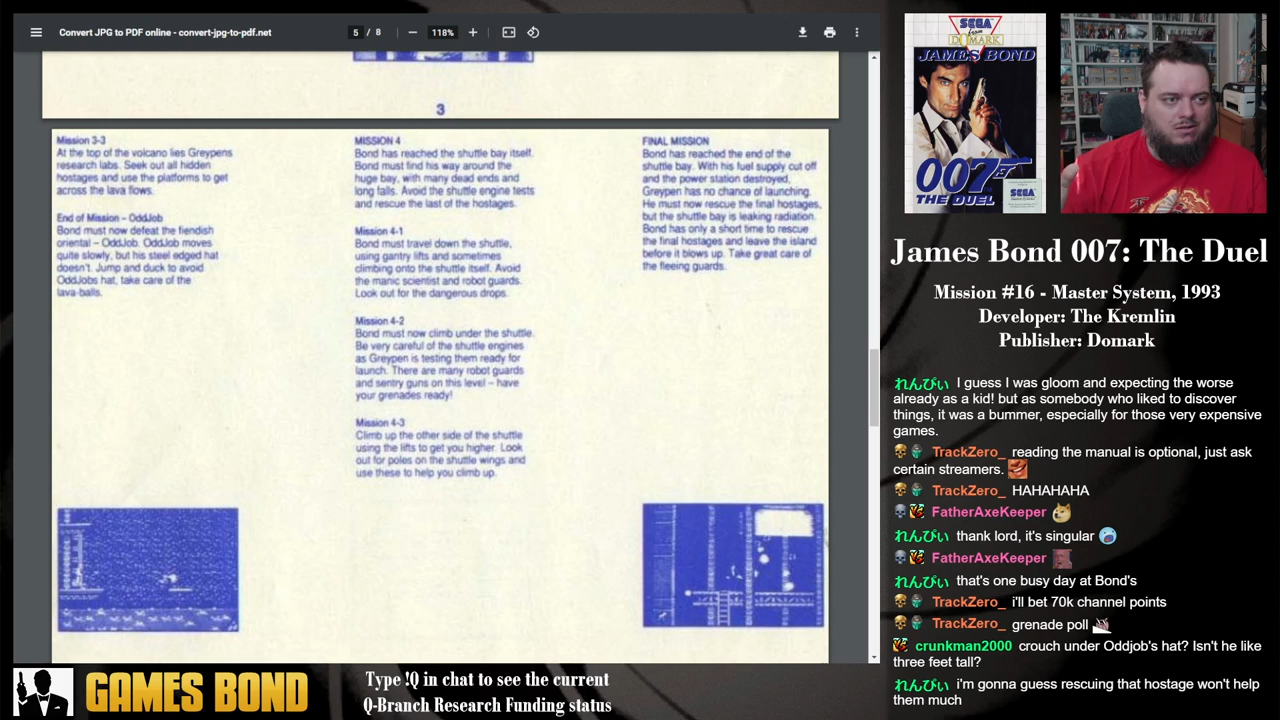 Convert JPG to PDF online - convert-jpg-to-pdf.net
5 / 8
118%
3
Mission 3-3
At the top of the volcano lies Greypens
research labs. Seek out all hidden
hostages and use the platforms to get
across the lava flows.
End of Mission – OddJob
Bond must now defeat the fiendish
oriental – OddJob. OddJob moves
quite slowly, but his steel edged hat
doesn't. Jump and duck to avoid
OddJobs hat, take care of the
lava-balls.
MISSION 4
Bond has reached the shuttle bay itself.
Bond must find his way around the
huge bay, with many dead ends and
long falls. Avoid the shuttle engine tests
and rescue the last of the hostages.
Mission 4-1
Bond must travel down the shuttle,
using gantry lifts and sometimes
climbing onto the shuttle itself. Avoid
the manic scientist and robot guards.
Look out for the dangerous drops.
Mission 4-2
Bond must now climb under the shuttle.
Be very careful of the shuttle engines
as Greypen is testing them ready for
launch. There are many robot guards
and sentry guns on this level – have
your grenades ready!
Mission 4-3
Climb up the other side of the shuttle
using the lifts to get you higher. Look
out for poles on the shuttle wings and
use these to help you climb up.
FINAL MISSION
Bond has reached the end of the
shuttle bay. With his fuel supply cut off
and the power station destroyed,
Greypen has no chance of launching.
He must now rescue the final hostages,
but the shuttle bay is leaking radiation.
Bond has only a short time to rescue
the final hostages and leave the island
before it blows up. Take great care of
the fleeing guards.
SEGA
from
DOMARK
JAMES BOND
007
THE DUEL
SEGA
James Bond 007: The Duel
Mission #16 - Master System, 1993
Developer: The Kremlin
Publisher: Domark
れんぴぃ I guess I was gloom and expecting the worse
already as a kid! but as somebody who liked to discover
things, it was a bummer, especially for those very expensive
games.
TrackZero_ reading the manual is optional, just ask
certain streamers.
TrackZero_ HAHAHAHA
FatherAxeKeeper
れんぴぃ thank lord, it's singular
FatherAxeKeeper
れんぴぃ that's one busy day at Bond's
TrackZero_ i'll bet 70k channel points
TrackZero_ grenade poll
crunkman2000 crouch under Oddjob's hat? Isn't he like
three feet tall?
れんぴぃ i'm gonna guess rescuing that hostage won't help
them much
GAMES BOND
Type !Q in chat to see the current
Q-Branch Research Funding status